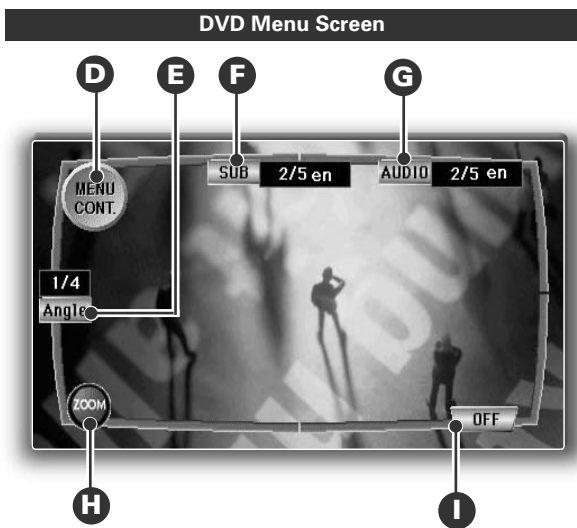 DVD Menu Screen
D E F G
MENU
CONT.
SUB 2/5 en AUDIO 2/5 en
1/4
Angle
ZOOM
OFF
H I